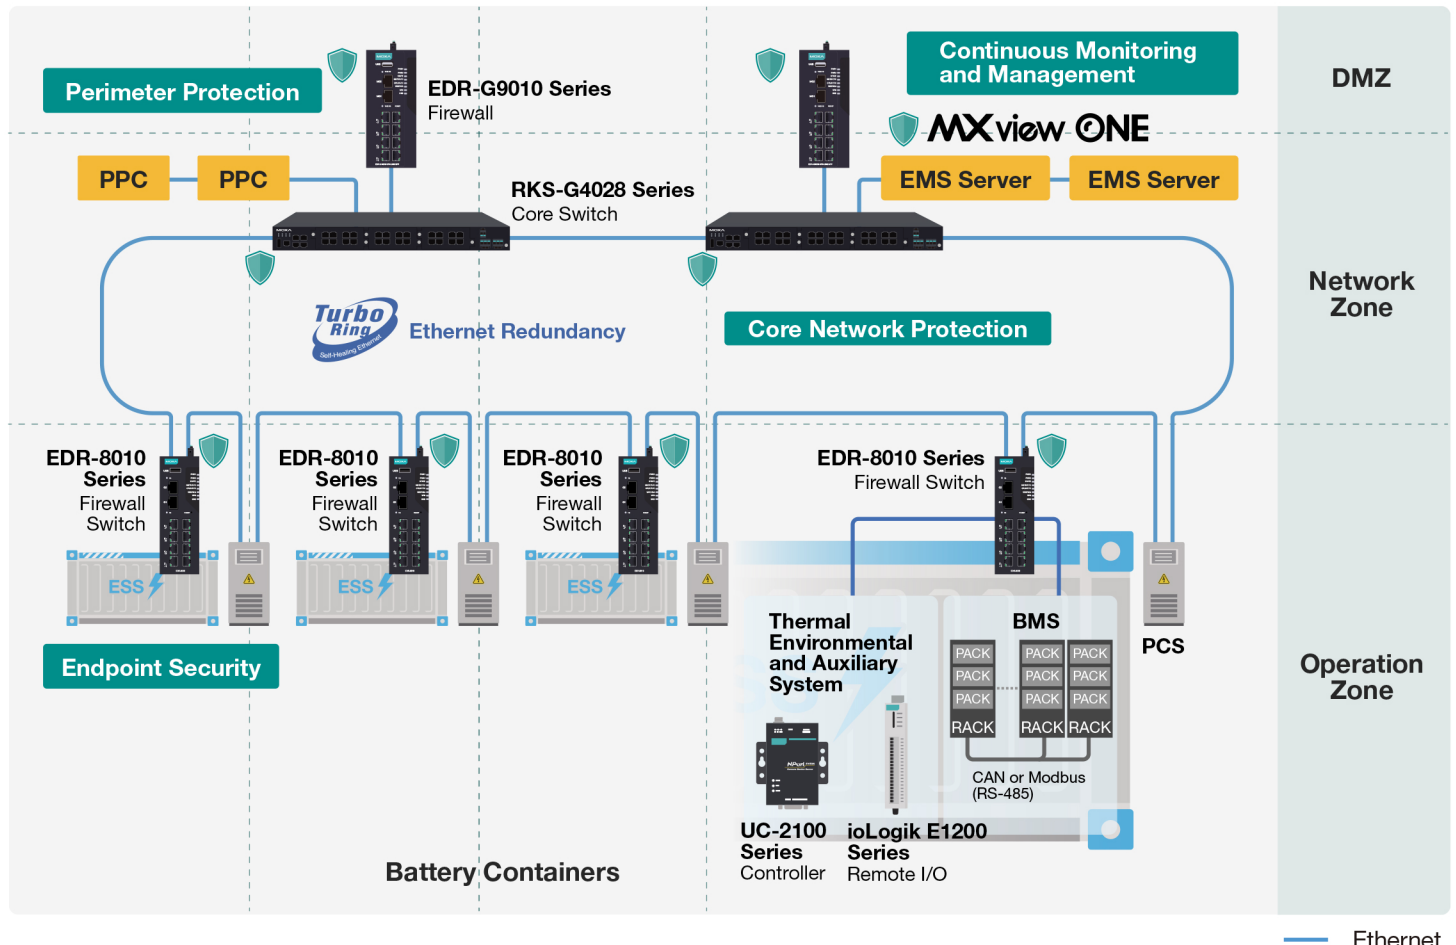 Perimeter Protection
EDR-G9010 Series
Firewall
Continuous Monitoring
and Management
MXview ONE
DMZ
PPC
PPC
EMS Server
EMS Server
RKS-G4028 Series
Core Switch
MOXA
MOXA
Network
Zone
Turbo
Ring
Self-Healing Ethernet
Ethernet Redundancy
Core Network Protection
EDR-8010
Series
Firewall
Switch
EDR-8010
Series
Firewall
Switch
EDR-8010
Series
Firewall
Switch
EDR-8010 Series
Firewall Switch
ESS
ESS
ESS
PCS
Endpoint Security
Thermal
Environmental
and Auxiliary
System
BMS
PACK
PACK
PACK
PACK
PACK
PACK
PACK
PACK
PACK
RACK
RACK
RACK
CAN or Modbus
(RS-485)
Operation
Zone
UC-2100
Series
Controller
ioLogik E1200
Series
Remote I/O
Battery Containers
Ethernet